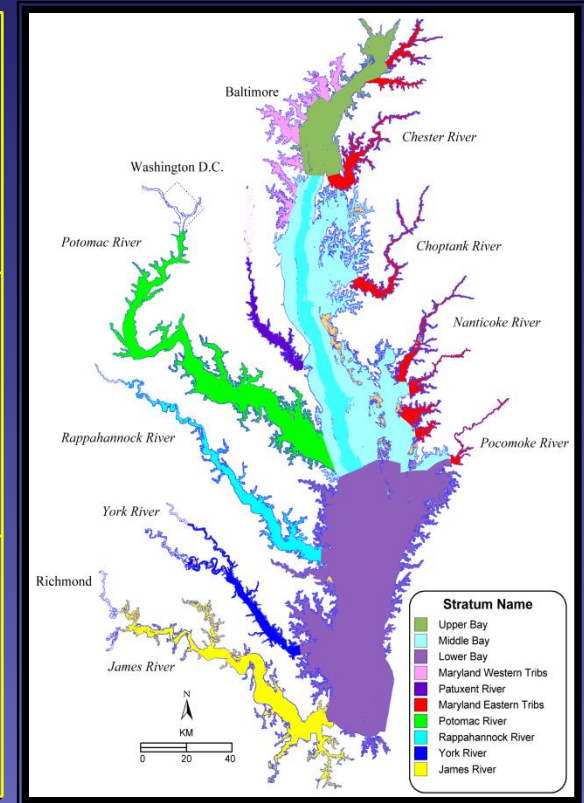 Baltimore
Chester River
Washington D.C.
Potomac River
Choptank River
Nanticoke River
Rappahannock River
Pocomoke River
York River
Richmond
James River
N
KM
0 20 40
Stratum Name
Upper Bay
Middle Bay
Lower Bay
Maryland Western Tribs
Patuxent River
Maryland Eastern Tribs
Potomac River
Rappahannock River
York River
James River